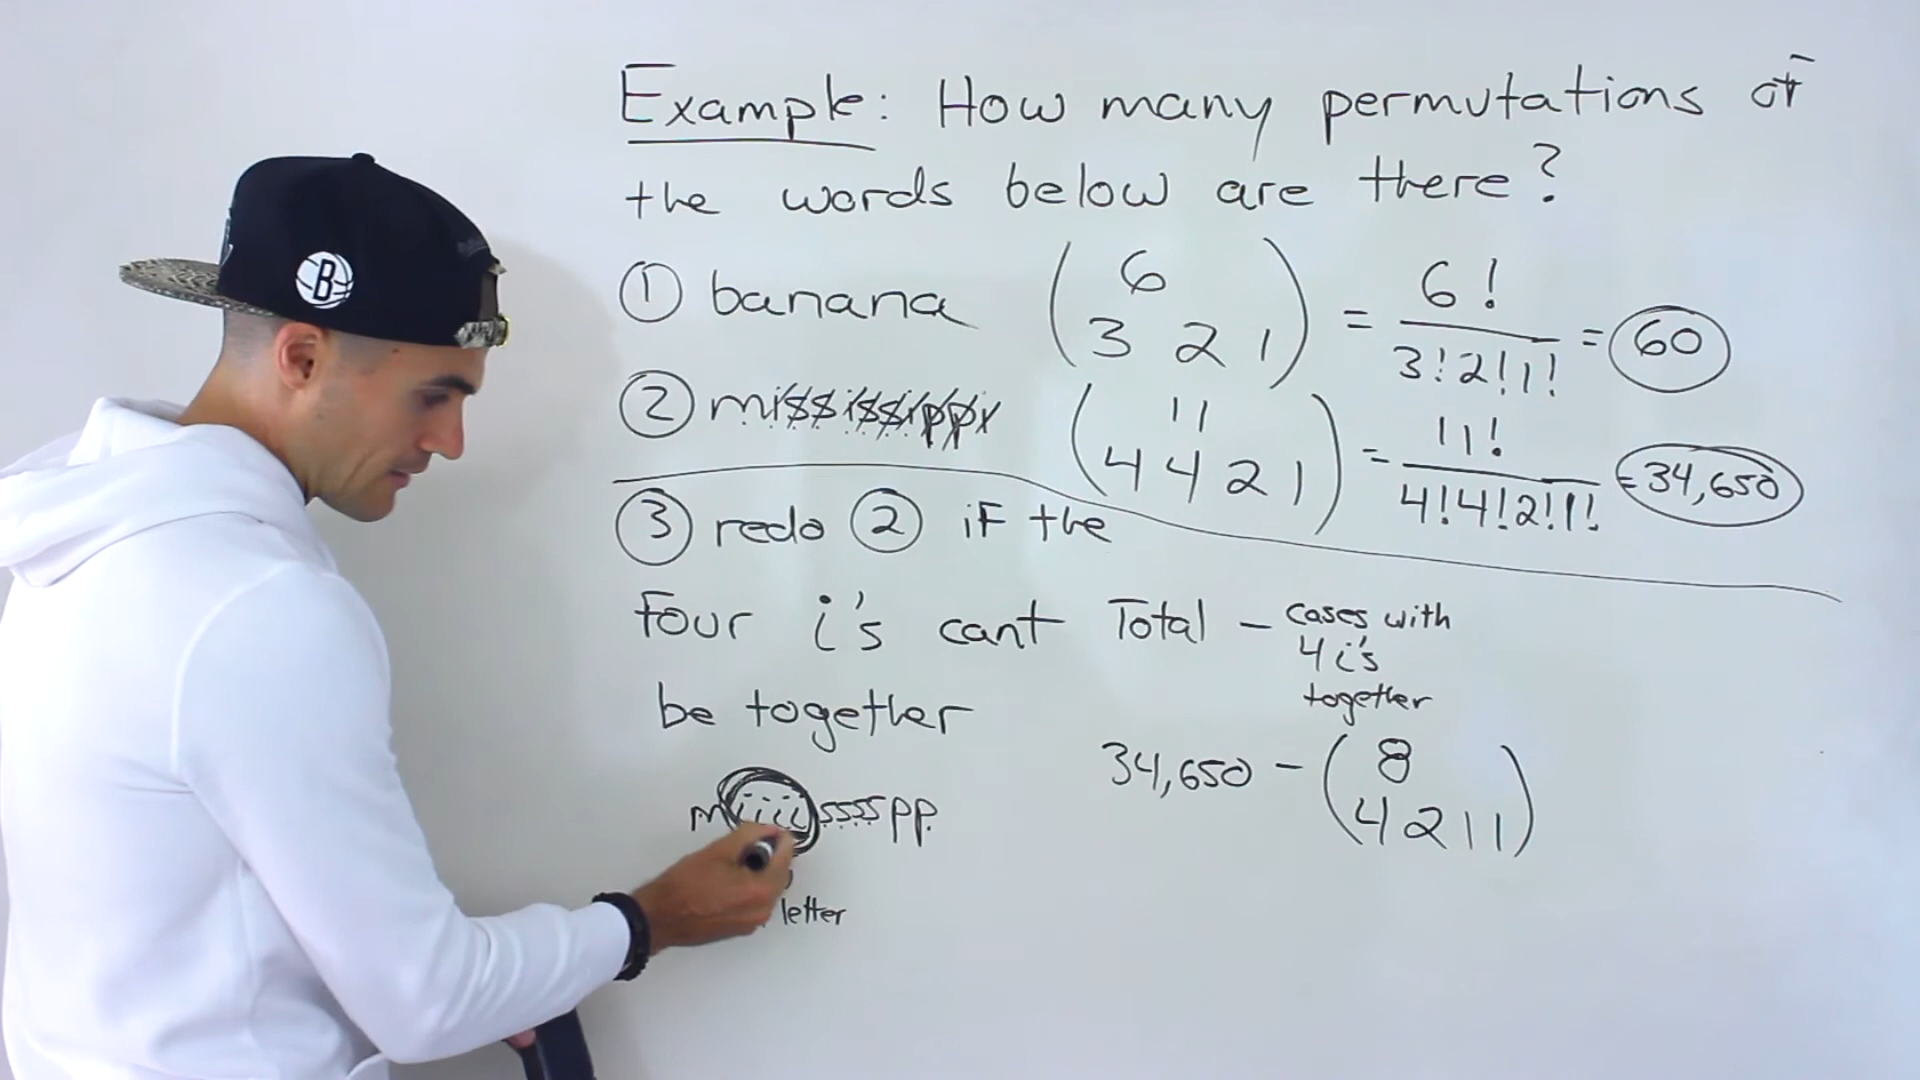 Example: How many permutations of
the words below are there?
① banana (6 / 3 2 1) = 6! / 3!2!1! = 60
② mississippi (11 / 4 4 2 1) = 11! / 4!4!2!1! = 34,650
③ redo ② if the
Four i's cant
be together
miiiisssspp
letter
Total - cases with
4 i's
together
34,650 - (8 / 4 2 1 1)
B